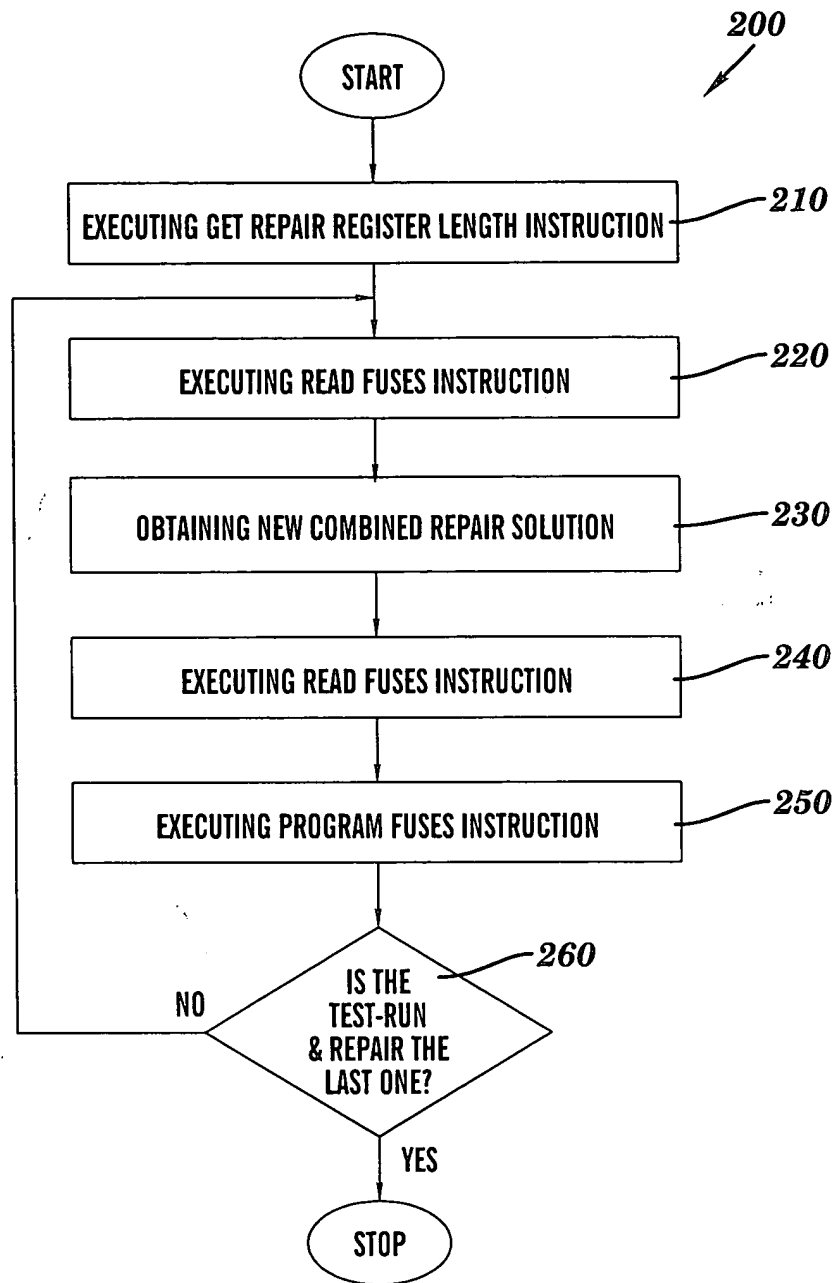 200
START
EXECUTING GET REPAIR REGISTER LENGTH INSTRUCTION
210
EXECUTING READ FUSES INSTRUCTION
220
OBTAINING NEW COMBINED REPAIR SOLUTION
230
EXECUTING READ FUSES INSTRUCTION
240
EXECUTING PROGRAM FUSES INSTRUCTION
250
260
NO
IS THE
TEST-RUN
& REPAIR THE
LAST ONE?
YES
STOP